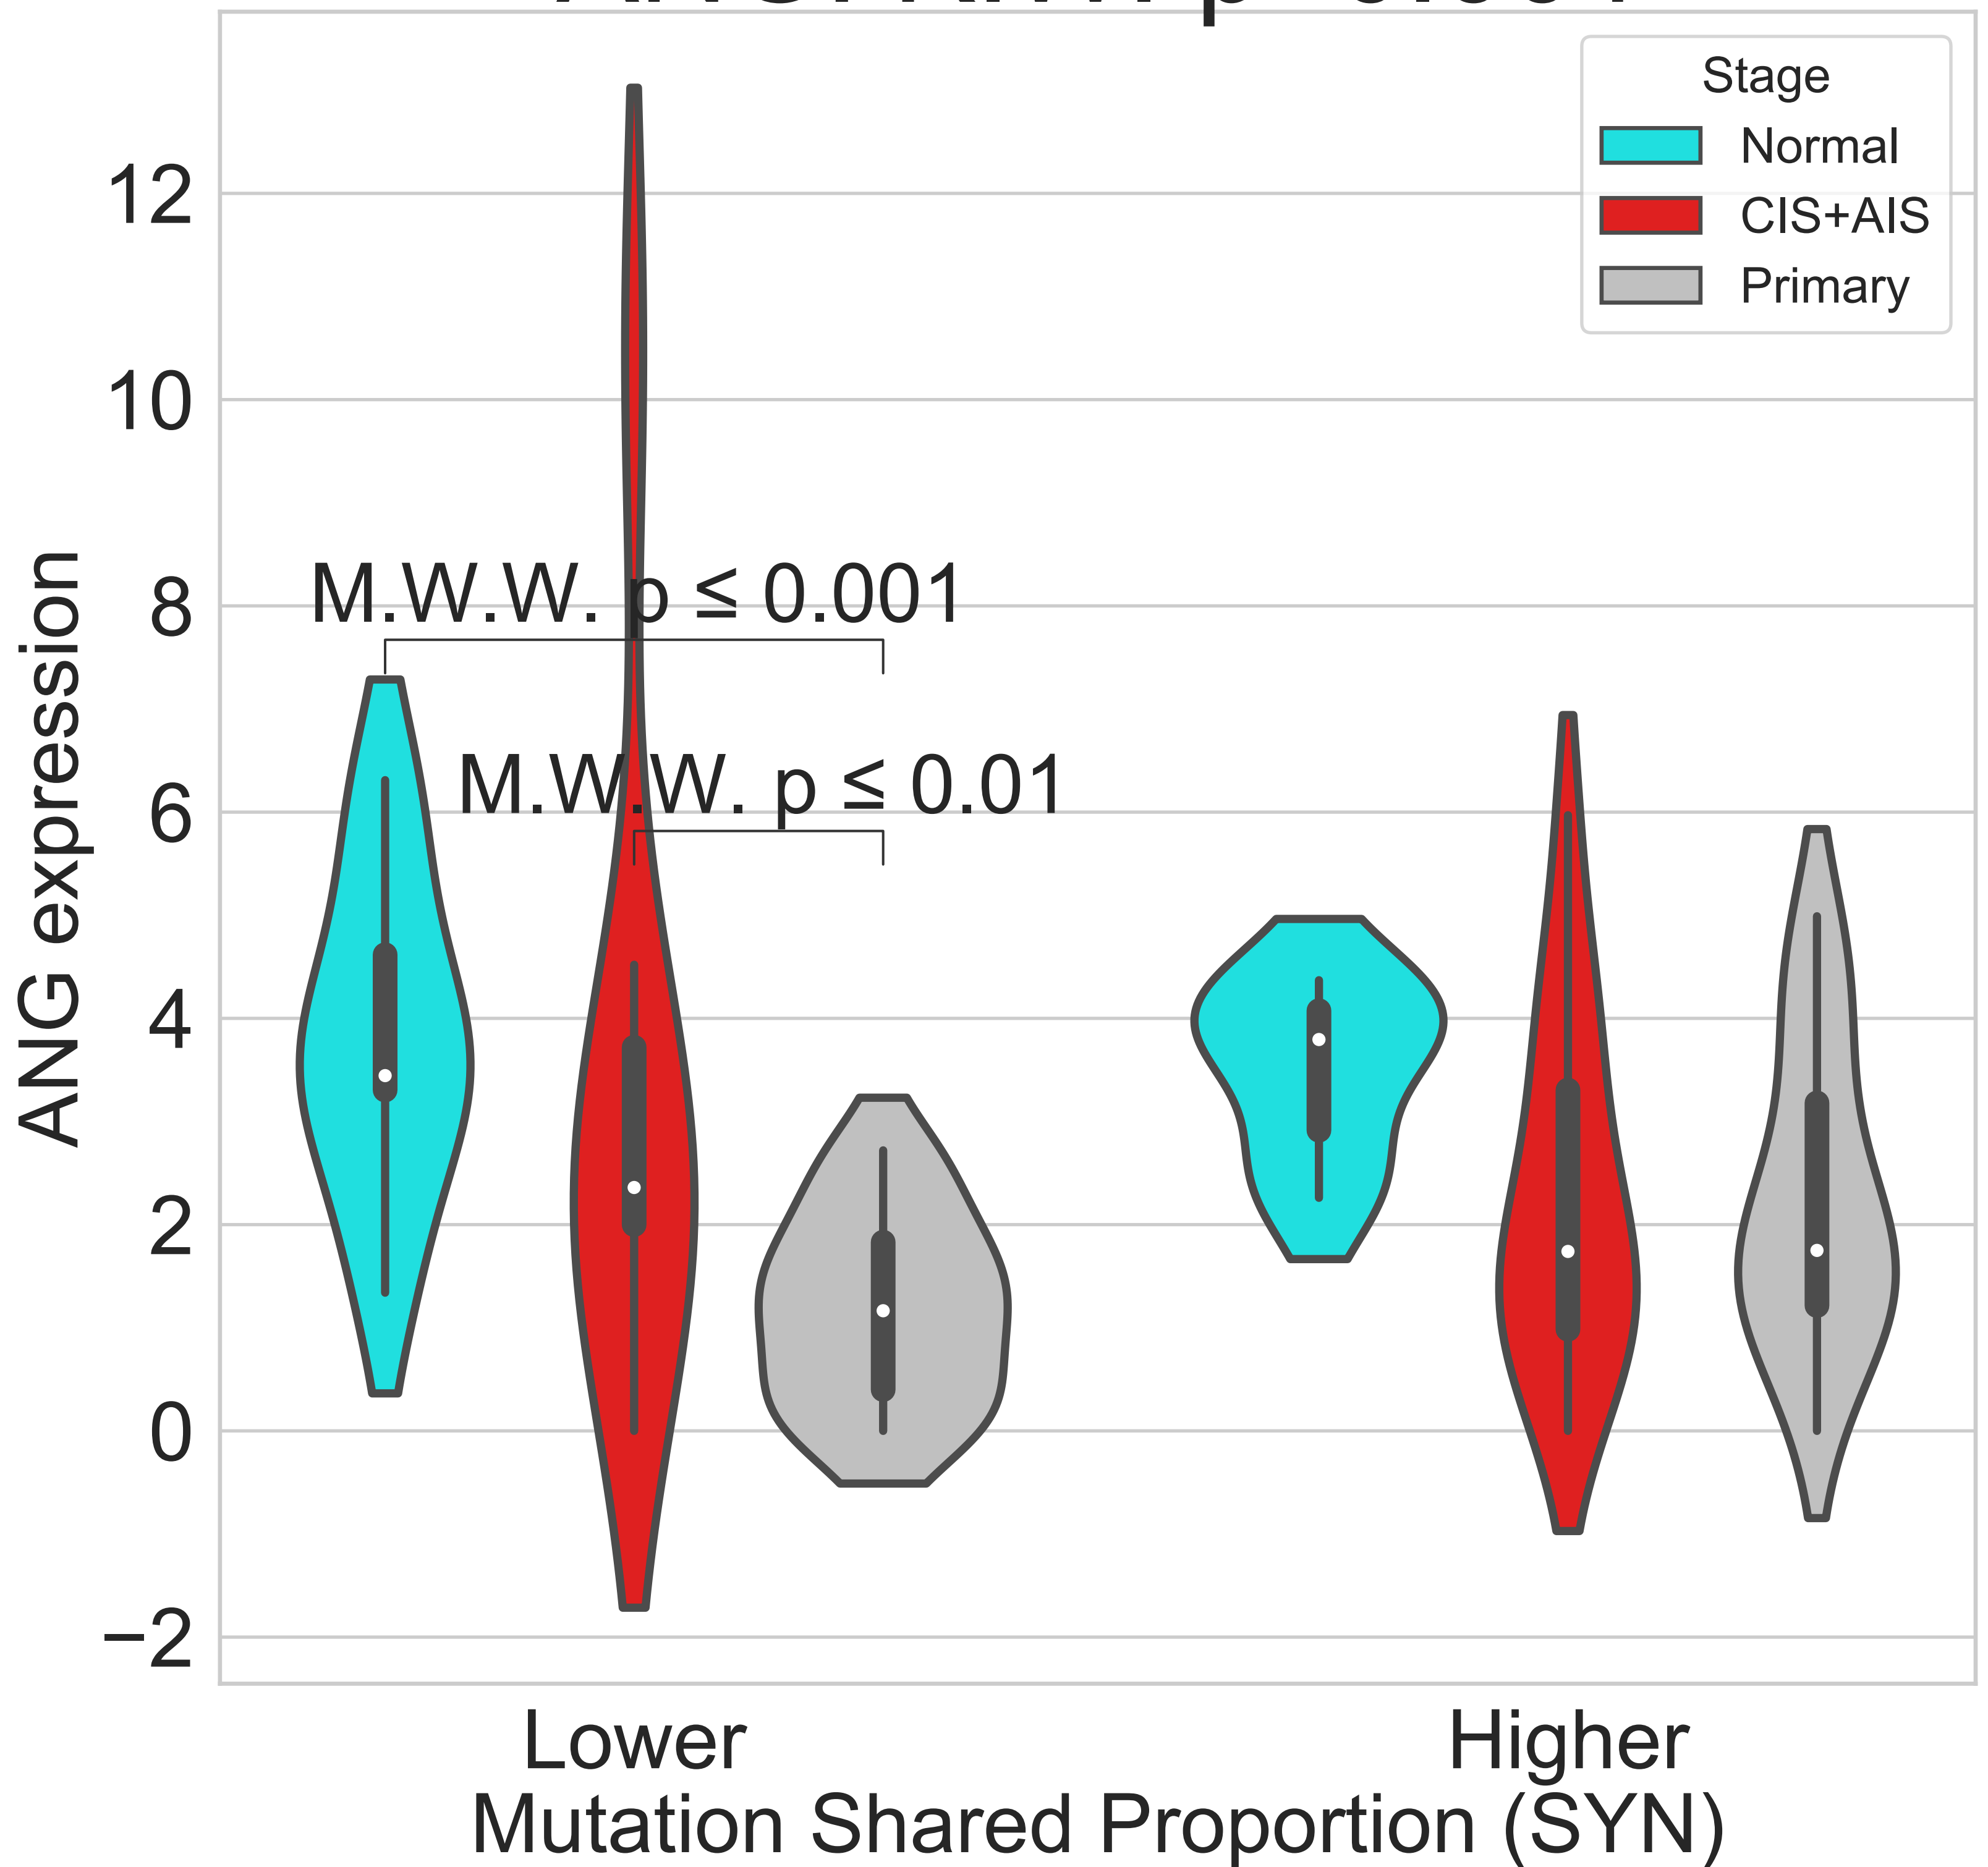 Stage
Normal
CIS+AIS
Primary
12
10
8
6
4
2
0
−2
ANG expression
M.W.W. p ≤ 0.001
M.W.W. p ≤ 0.01
Lower
Higher
Mutation Shared Proportion (SYN)